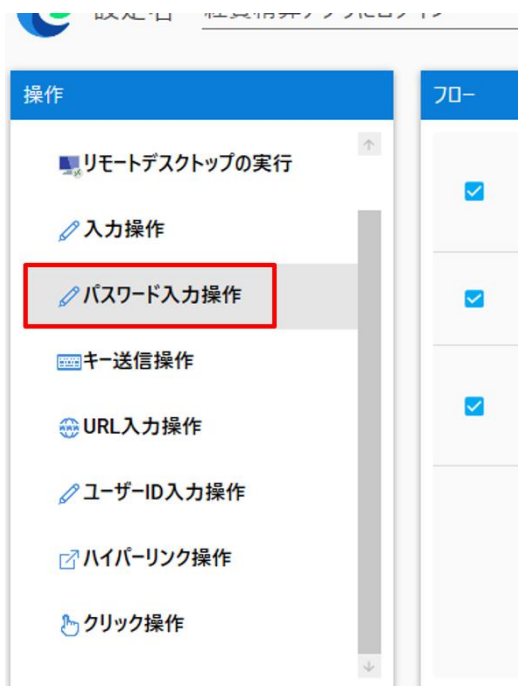 操作
リモートデスクトップの実行
入力操作
パスワード入力操作
キー送信操作
URL入力操作
ユーザーID入力操作
ハイパーリンク操作
クリック操作
フロー